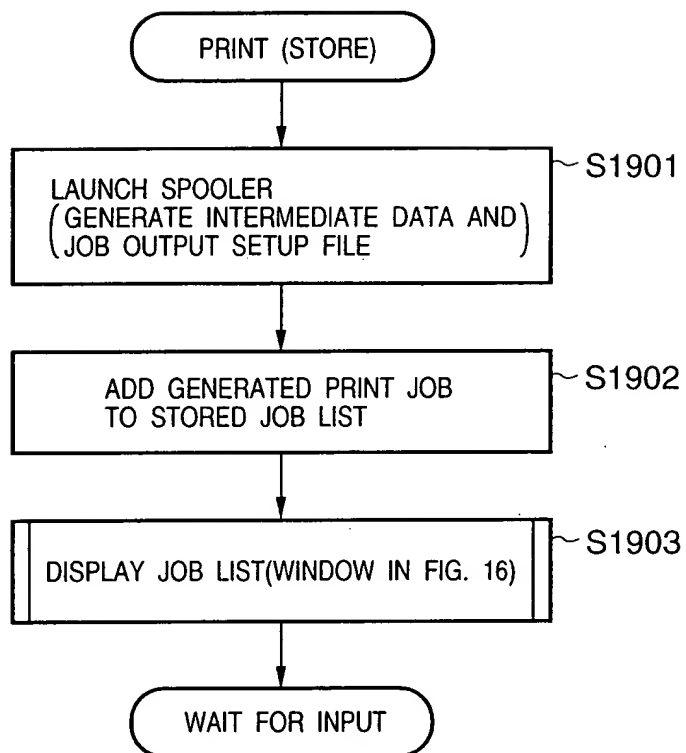 PRINT (STORE)
S1901
LAUNCH SPOOLER
(GENERATE INTERMEDIATE DATA AND
JOB OUTPUT SETUP FILE)
S1902
ADD GENERATED PRINT JOB
TO STORED JOB LIST
S1903
DISPLAY JOB LIST(WINDOW IN FIG. 16)
WAIT FOR INPUT